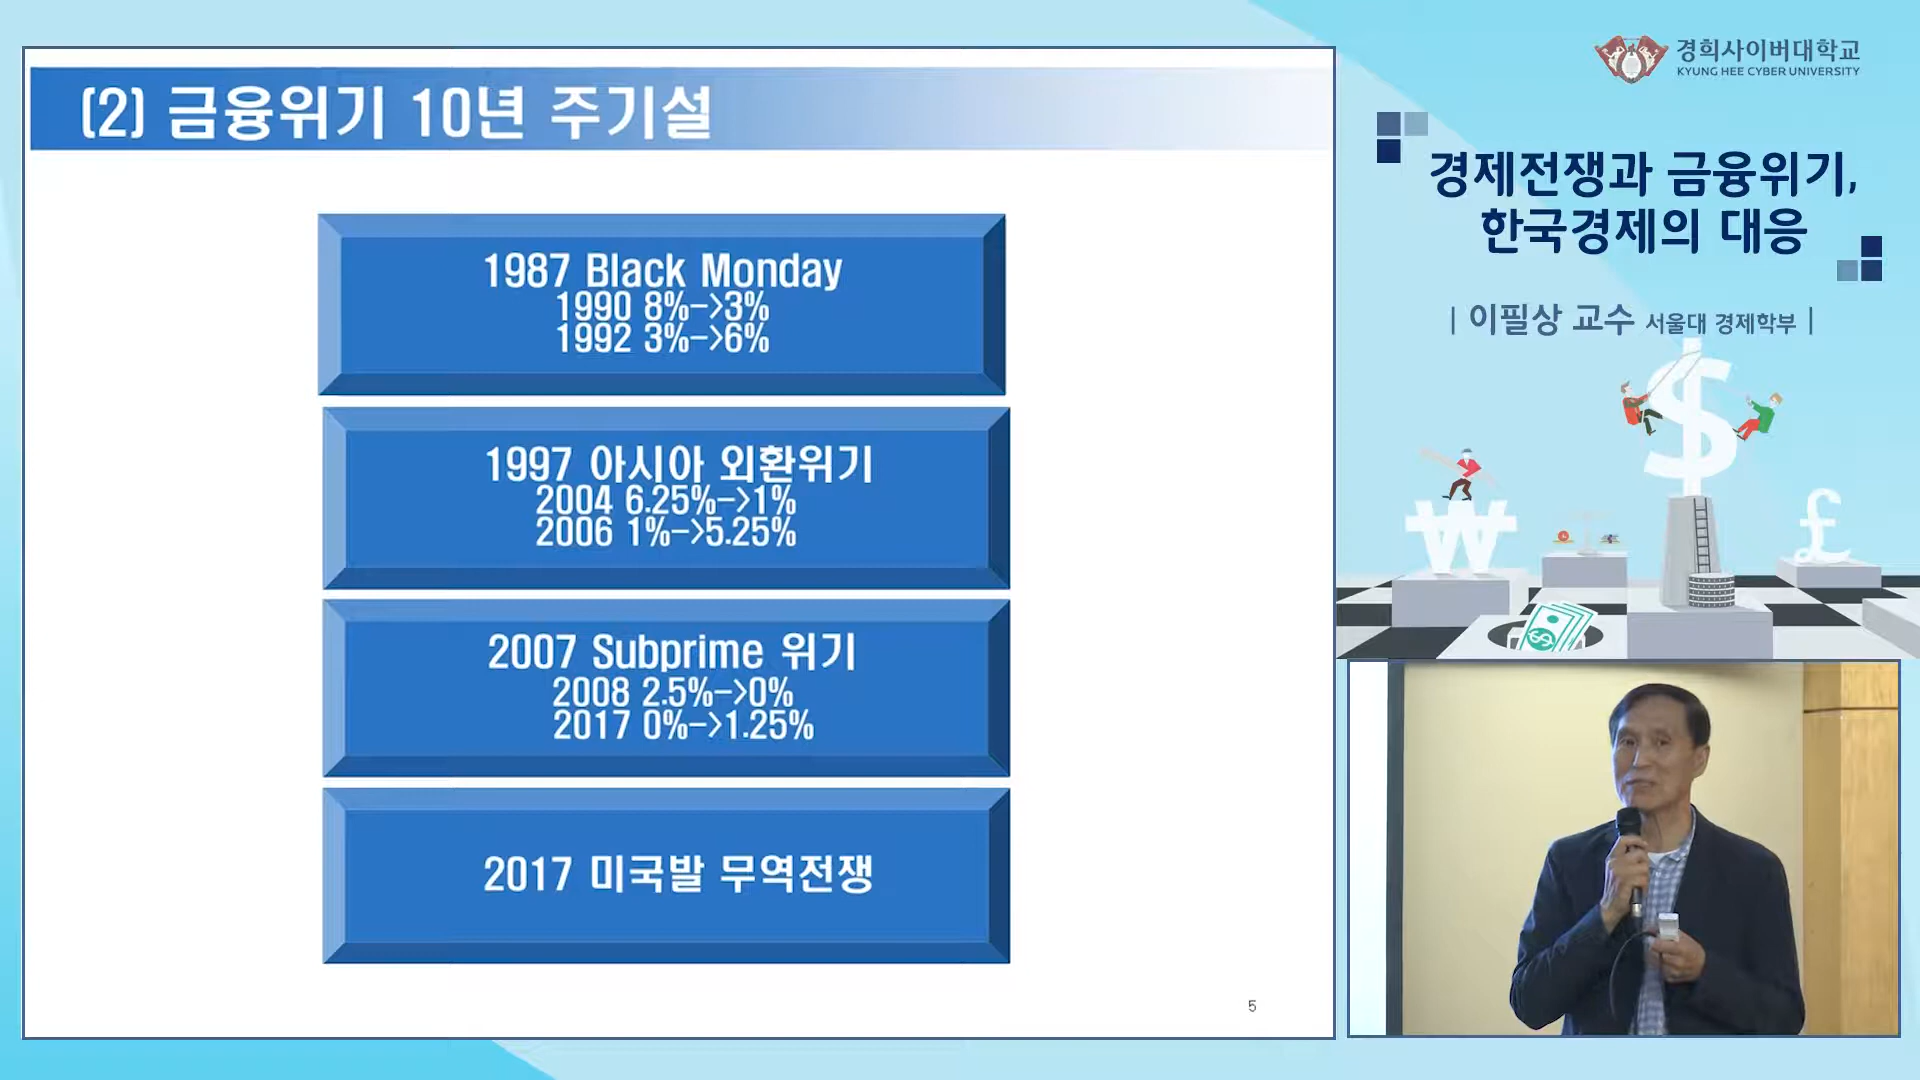 (2) 금융위기 10년 주기설
1987 Black Monday
1990 8%->3%
1992 3%->6%
1997 아시아 외환위기
2004 6.25%->1%
2006 1%->5.25%
2007 Subprime 위기
2008 2.5%->0%
2017 0%->1.25%
2017 미국발 무역전쟁
5
경희사이버대학교
KYUNG HEE CYBER UNIVERSITY
경제전쟁과 금융위기,
한국경제의 대응
| 이필상 교수 서울대 경제학부 |